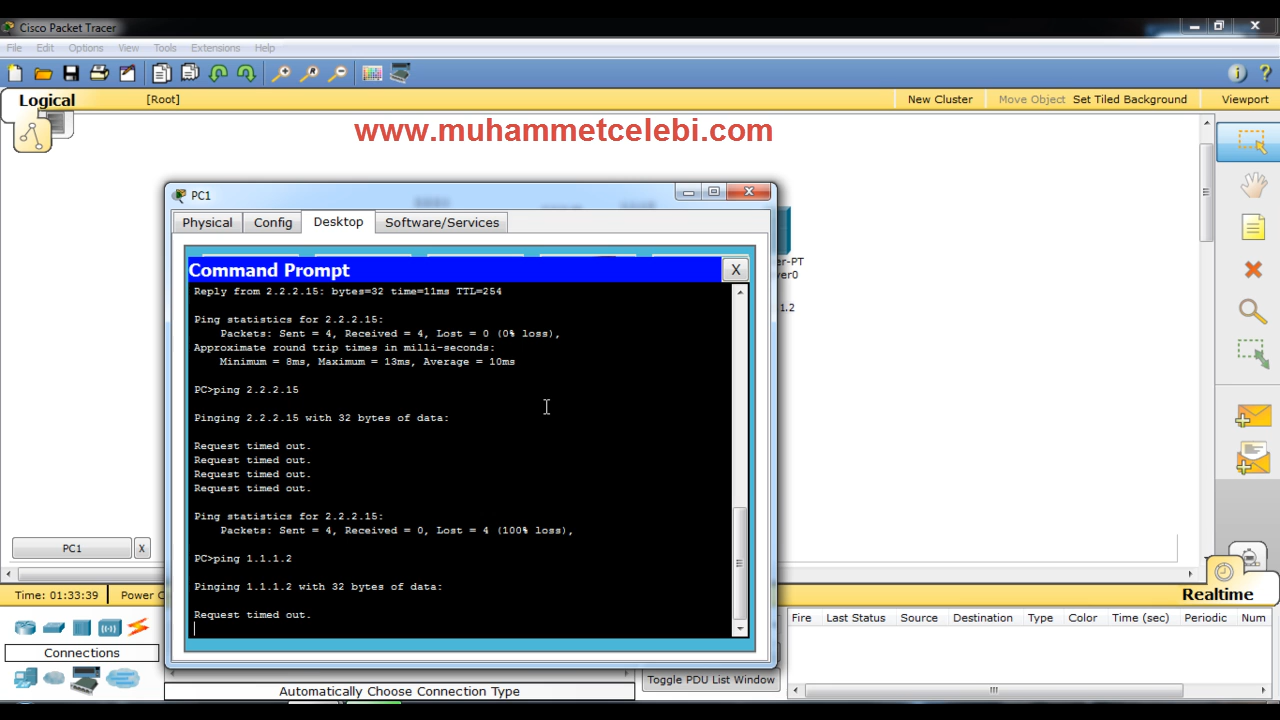 Cisco Packet Tracer
File Edit Options View Tools Extensions Help
Logical [Root] New Cluster Move Object Set Tiled Background Viewport
www.muhammetcelebi.com
PC1
Physical Config Desktop Software/Services
Command Prompt X
Reply from 2.2.2.15: bytes=32 time=11ms TTL=254
Ping statistics for 2.2.2.15:
Packets: Sent = 4, Received = 4, Lost = 0 (0% loss),
Approximate round trip times in milli-seconds:
Minimum = 8ms, Maximum = 13ms, Average = 10ms
PC>ping 2.2.2.15
Pinging 2.2.2.15 with 32 bytes of data:
Request timed out.
Request timed out.
Request timed out.
Request timed out.
Ping statistics for 2.2.2.15:
Packets: Sent = 4, Received = 0, Lost = 4 (100% loss),
PC>ping 1.1.1.2
Pinging 1.1.1.2 with 32 bytes of data:
Request timed out.
er-PT
er0
1.2
PC1 X
Time: 01:33:39 Power C
Realtime
Fire Last Status Source Destination Type Color Time (sec) Periodic Num
Connections
Toggle PDU List Window
Automatically Choose Connection Type